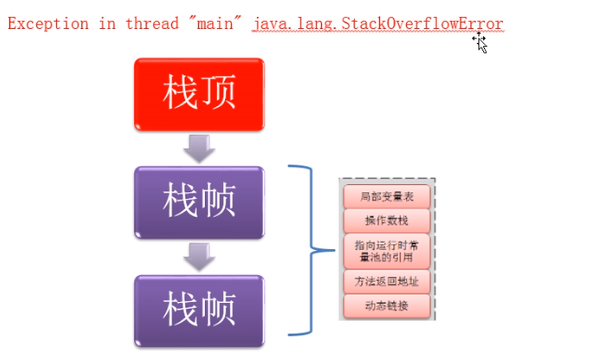 Exception in thread "main" java.lang.StackOverflowError
栈顶
栈帧
栈帧
局部变量表
操作数栈
指向运行时常
量池的引用
方法返回地址
动态链接